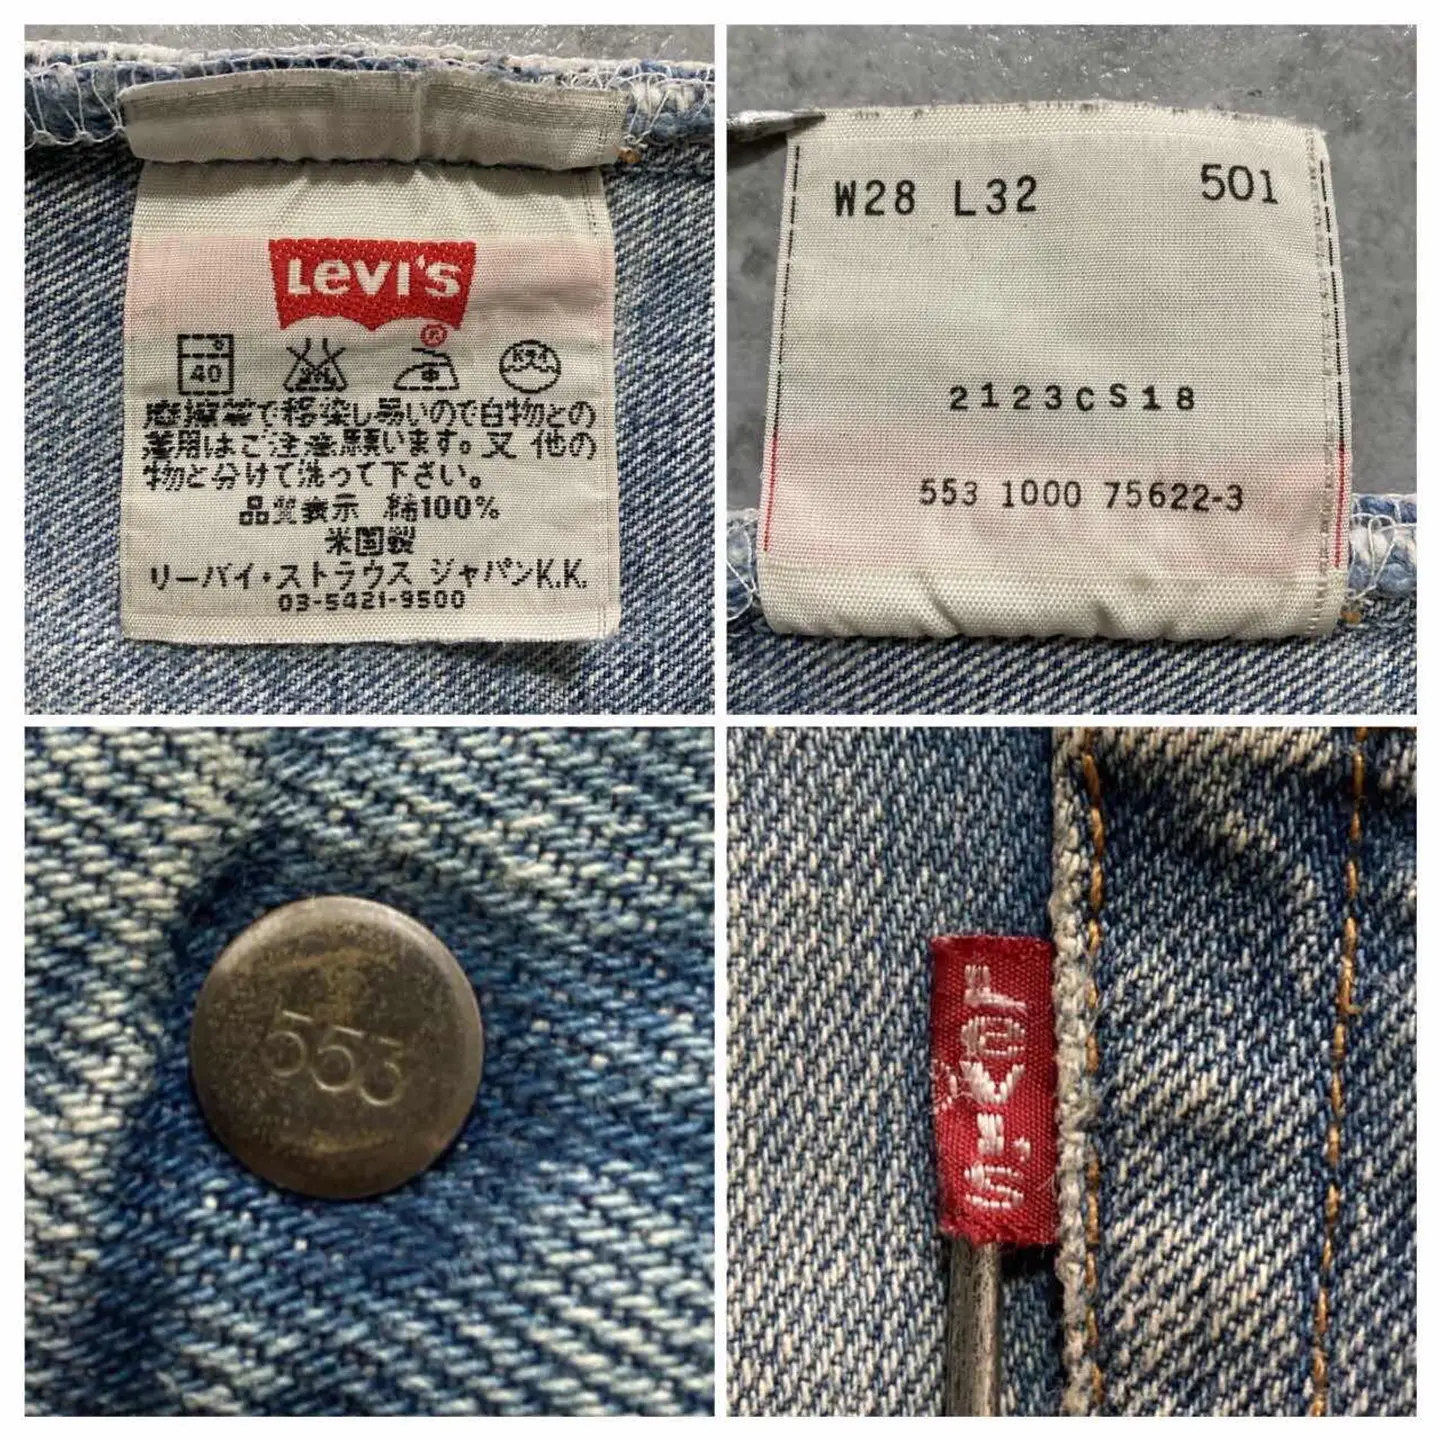 Levi's
®
40
中
ドライ
摩擦等で移染し易いので白物との
着用はご注意願います。又 他の
物と分けて洗って下さい。
品質表示 綿100%
米国製
リーバイ・ストラウス ジャパンK.K.
03-5421-9500
W28 L32 501
2123CS18
553 1000 75622-3
553
Levi's